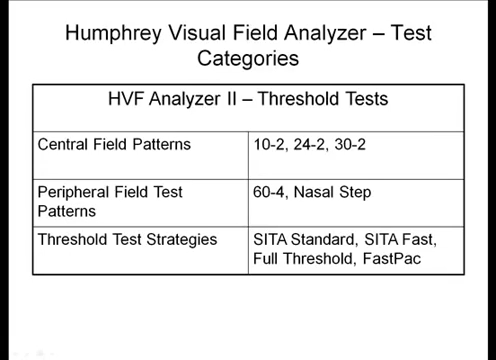 Humphrey Visual Field Analyzer – Test
Categories
HVF Analyzer II – Threshold Tests
Central Field Patterns
10-2, 24-2, 30-2
Peripheral Field Test
Patterns
60-4, Nasal Step
Threshold Test Strategies
SITA Standard, SITA Fast,
Full Threshold, FastPac